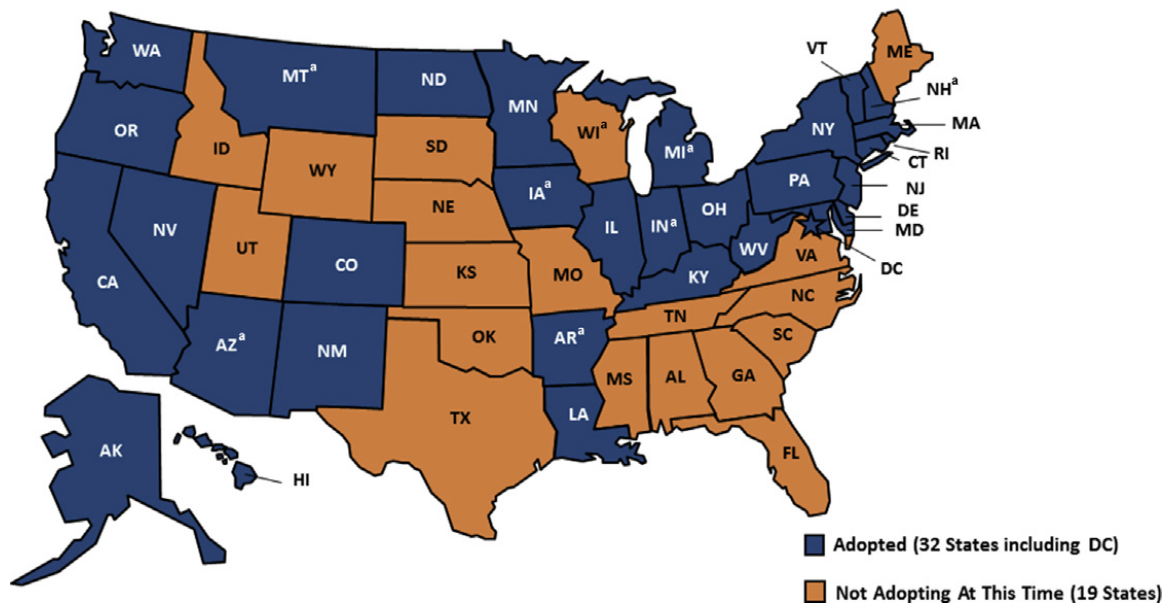 WA
MTᵃ
ND
MN
VT
ME
NHᵃ
OR
ID
WY
SD
WIᵃ
MIᵃ
NY
MA
RI
CT
NV
UT
NE
IAᵃ
IL
INᵃ
OH
PA
NJ
DE
MD
CA
CO
KS
MO
KY
WV
VA
DC
AZᵃ
NM
OK
ARᵃ
TN
NC
SC
TX
LA
MS
AL
GA
FL
AK
HI
Adopted (32 States including DC)
Not Adopting At This Time (19 States)